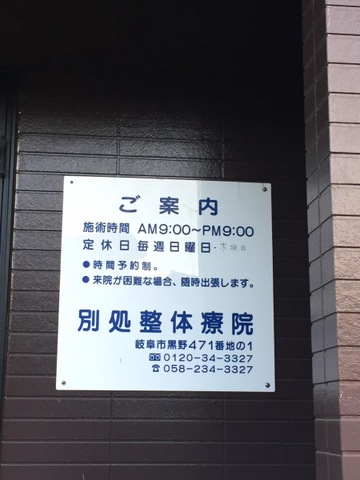 ご案内
施術時間 AM9:00〜PM9:00
定休日毎週日曜日・木曜日
●時間予約制。
●来院が困難な場合、随時出張します。
別処整体療院
岐阜市黒野471番地の1
0120-34-3327
☎058-234-3327